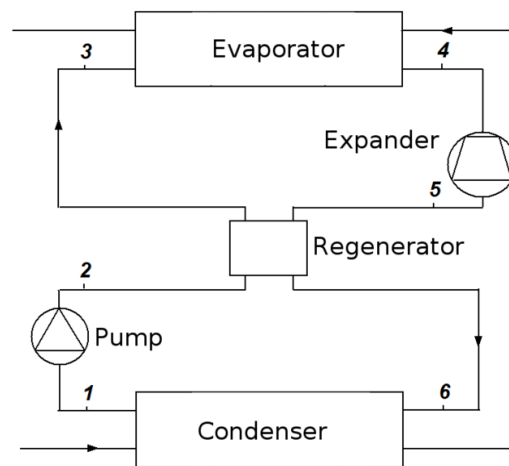 Evaporator
3
4
Expander
5
Regenerator
2
Pump
1
6
Condenser